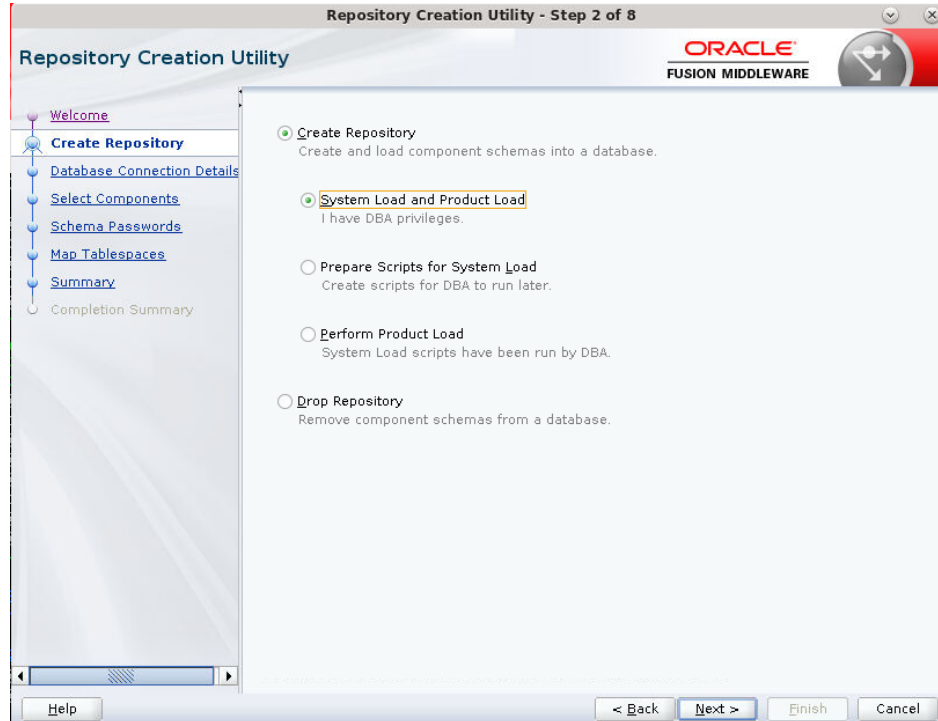 Repository Creation Utility - Step 2 of 8
Repository Creation Utility
ORACLE
FUSION MIDDLEWARE
Welcome
Create Repository
Database Connection Details
Select Components
Schema Passwords
Map Tablespaces
Summary
Completion Summary
Create Repository
Create and load component schemas into a database.
System Load and Product Load
I have DBA privileges.
Prepare Scripts for System Load
Create scripts for DBA to run later.
Perform Product Load
System Load scripts have been run by DBA.
Drop Repository
Remove component schemas from a database.
Help
< Back
Next >
Finish
Cancel